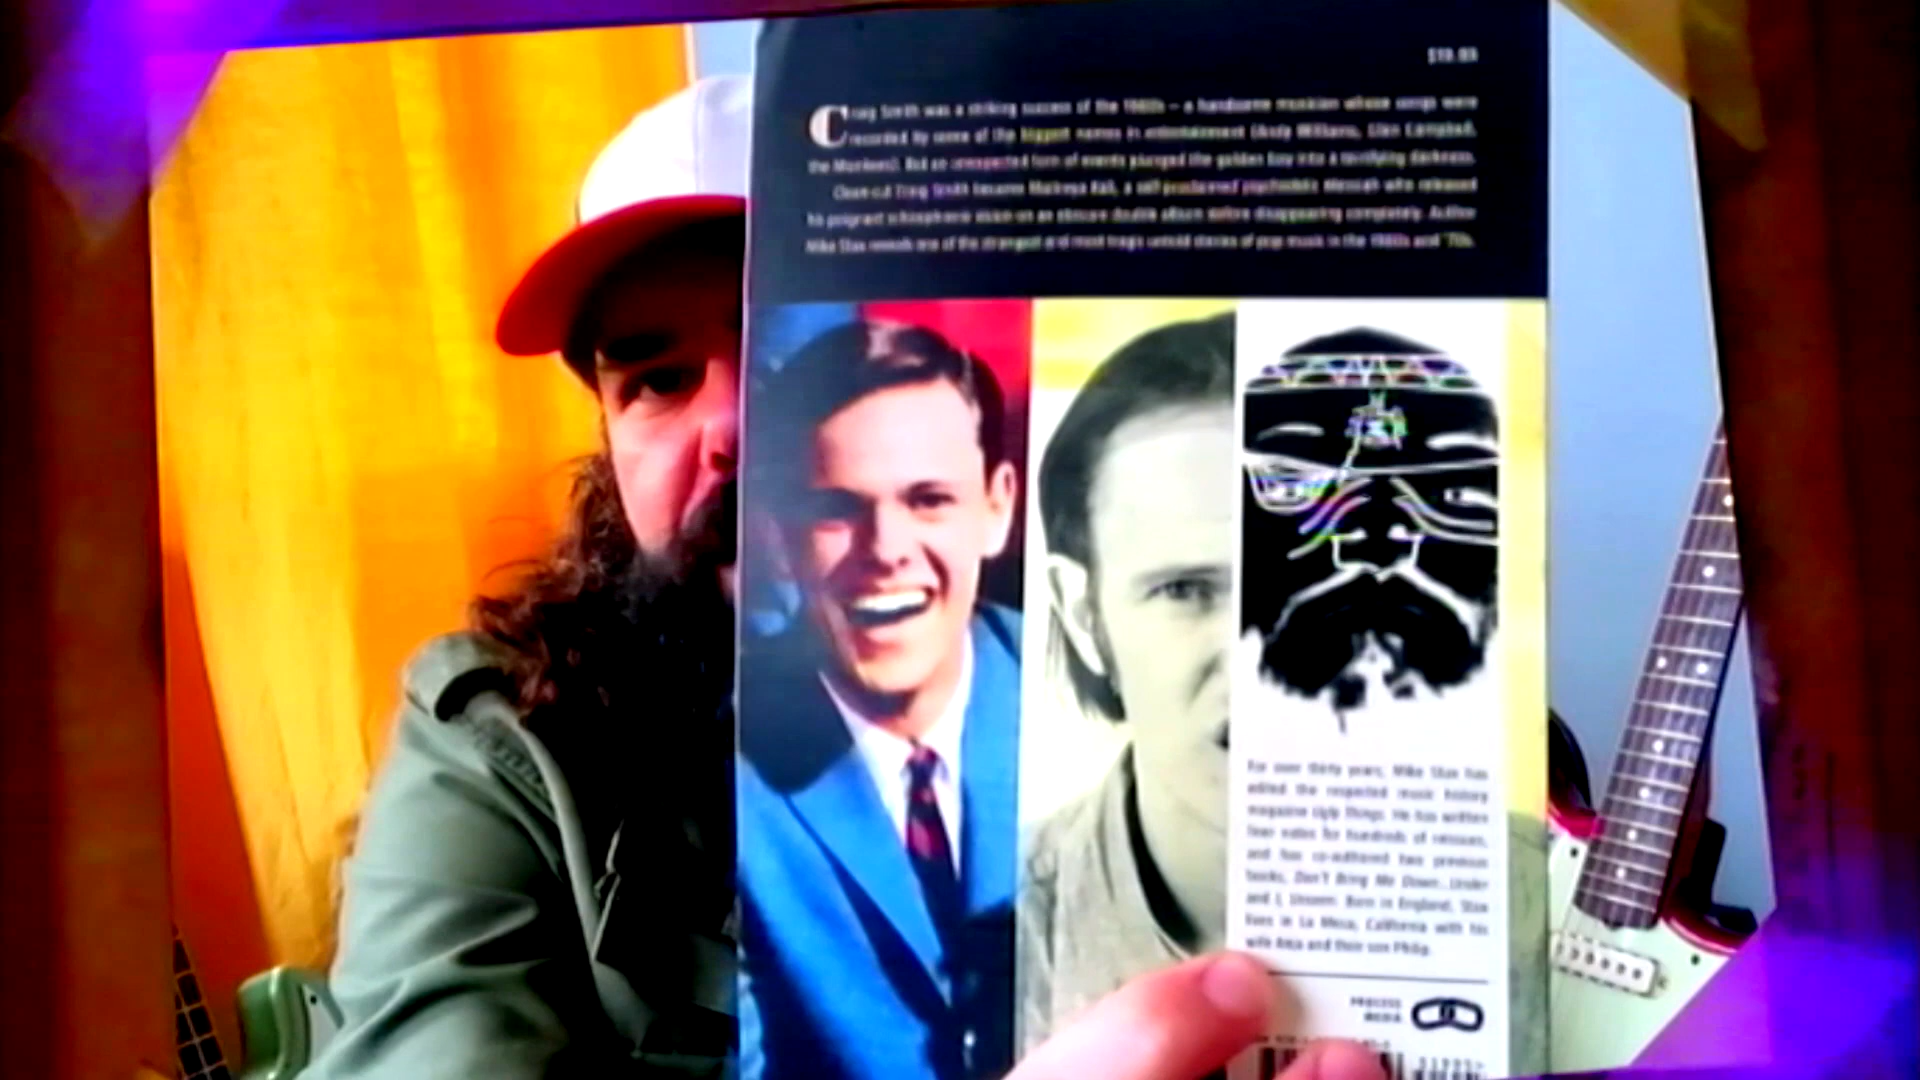 $19.95
Craig Smith was a striking success of the 1960s – a handsome musician whose songs were
recorded by some of the biggest names in entertainment (Andy Williams, Glen Campbell,
the Monkees). But an unexpected turn of events plunged the golden boy into a terrifying darkness.
Clean-cut Craig Smith became Maitreya Kali, a self-proclaimed psychedelic Messiah who released
his poignant schizophrenic vision on an obscure double album before disappearing completely. Author
Mike Stax reveals one of the strangest and most tragic untold stories of pop music in the 1960s and '70s.
For over thirty years, Mike Stax has
edited the respected music history
magazine Ugly Things. He has written
liner notes for hundreds of reissues,
and has co-authored two previous
books, Don't Bring Me Down...Under
and I, Unseen. Born in England, Stax
lives in La Mesa, California with his
wife Anja and their son Philip.
PROCESS
MEDIA